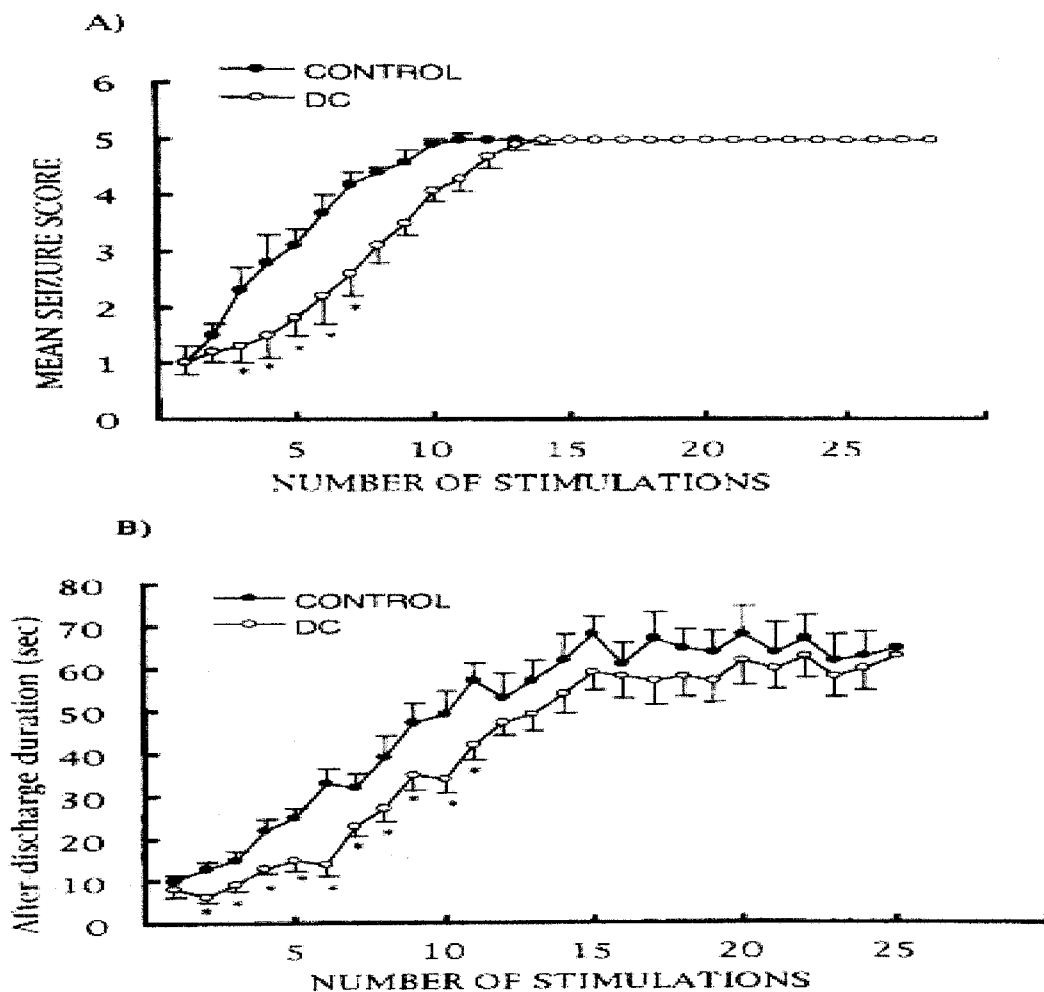 A)
CONTROL
DC
MEAN SEIZURE SCORE
6
5
4
3
2
1
0
5 10 15 20 25
NUMBER OF STIMULATIONS
B)
CONTROL
DC
After discharge duration (sec)
80
70
60
50
40
30
20
10
0
5 10 15 20 25
NUMBER OF STIMULATIONS